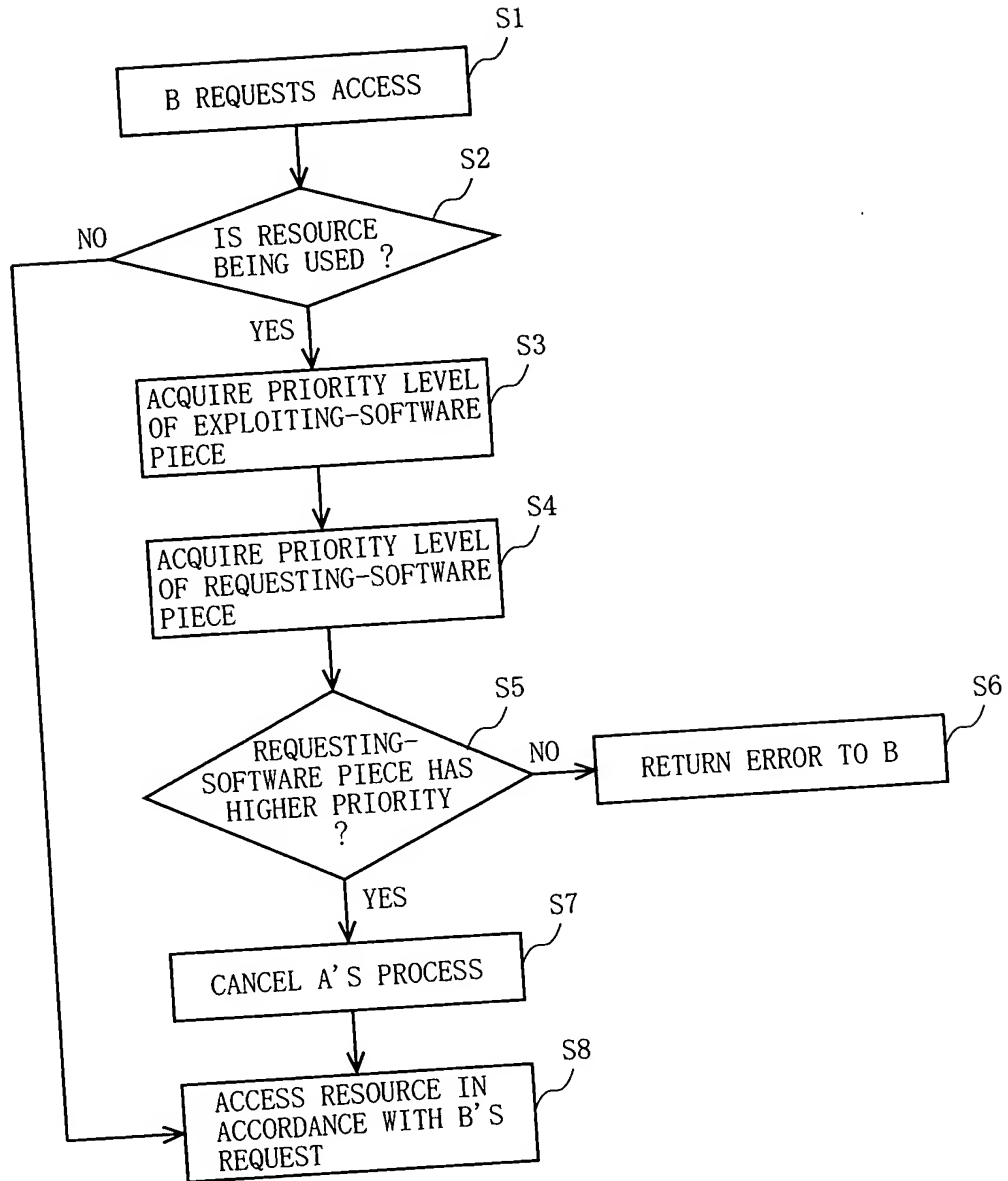 S1
B REQUESTS ACCESS
S2
NO
IS RESOURCE
BEING USED ?
YES
S3
ACQUIRE PRIORITY LEVEL
OF EXPLOITING-SOFTWARE
PIECE
S4
ACQUIRE PRIORITY LEVEL
OF REQUESTING-SOFTWARE
PIECE
S5
S6
REQUESTING-
SOFTWARE PIECE HAS
HIGHER PRIORITY
?
NO
RETURN ERROR TO B
YES
S7
CANCEL A'S PROCESS
S8
ACCESS RESOURCE IN
ACCORDANCE WITH B'S
REQUEST